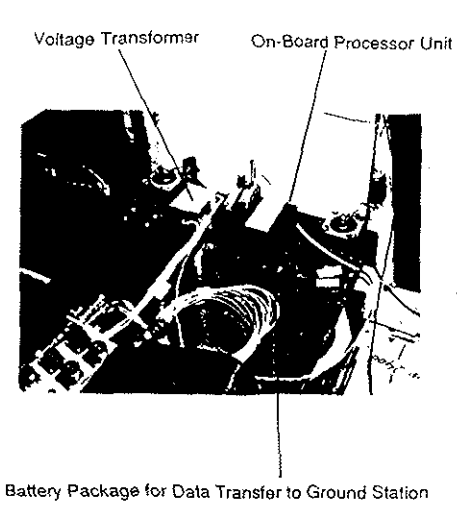 Voltage Transformer
On-Board Processor Unit
Battery Package for Data Transfer to Ground Station